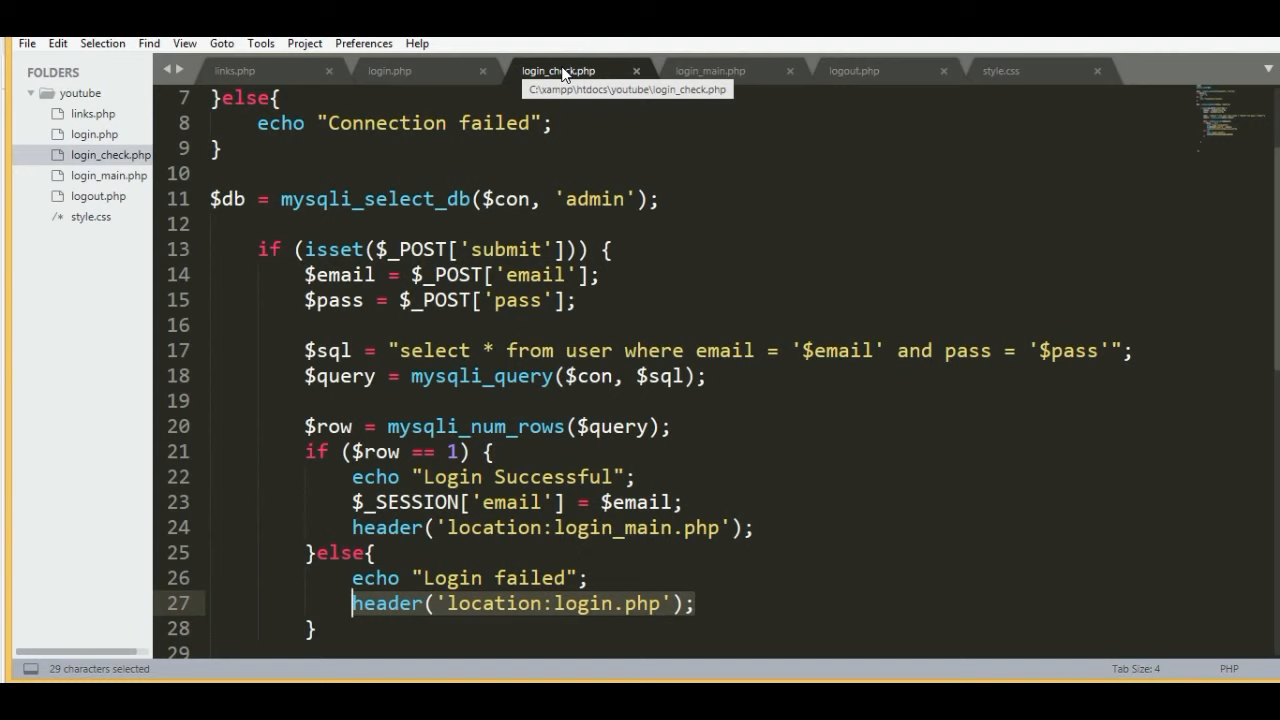 File Edit Selection Find View Goto Tools Project Preferences Help
FOLDERS
youtube
links.php
login.php
login_check.php
login_main.php
logout.php
/* style.css
links.php × login.php × login_check.php × login_main.php × logout.php × style.css ×
C:\xampp\htdocs\youtube\login_check.php
7 }else{
8 echo "Connection failed";
9 }
10
11 $db = mysqli_select_db($con, 'admin');
12
13 if (isset($_POST['submit'])) {
14 $email = $_POST['email'];
15 $pass = $_POST['pass'];
16
17 $sql = "select * from user where email = '$email' and pass = '$pass'";
18 $query = mysqli_query($con, $sql);
19
20 $row = mysqli_num_rows($query);
21 if ($row == 1) {
22 echo "Login Successful";
23 $_SESSION['email'] = $email;
24 header('location:login_main.php');
25 }else{
26 echo "Login failed";
27 header('location:login.php');
28 }
29
29 characters selected Tab Size: 4 PHP